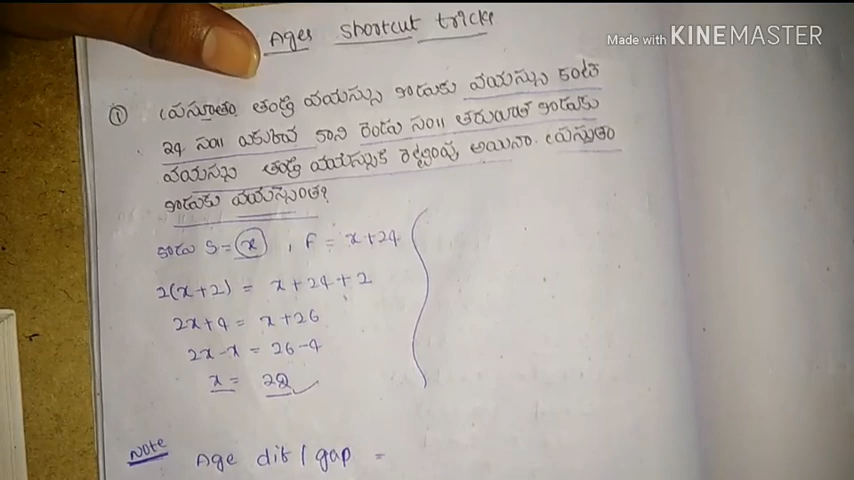 Made with KINEMASTER
Ages shortcut tricks
① ప్రస్తుతం తండ్రి వయస్సు కొడుకు వయస్సు కంటే
24 సం॥ ఎక్కువ కాని రెండు సం॥ తరువాత కొడుకు
వయస్సు తండ్రి వయస్సుకి రెట్టింపు అయినా. ప్రస్తుతం
కొడుకు వయస్సెంత?
కొడుకు S = x , F = x+24
2(x+2) = x+24+2
2x+4 = x+26
2x-x = 26-4
x = 22
Note
Age dif / gap =